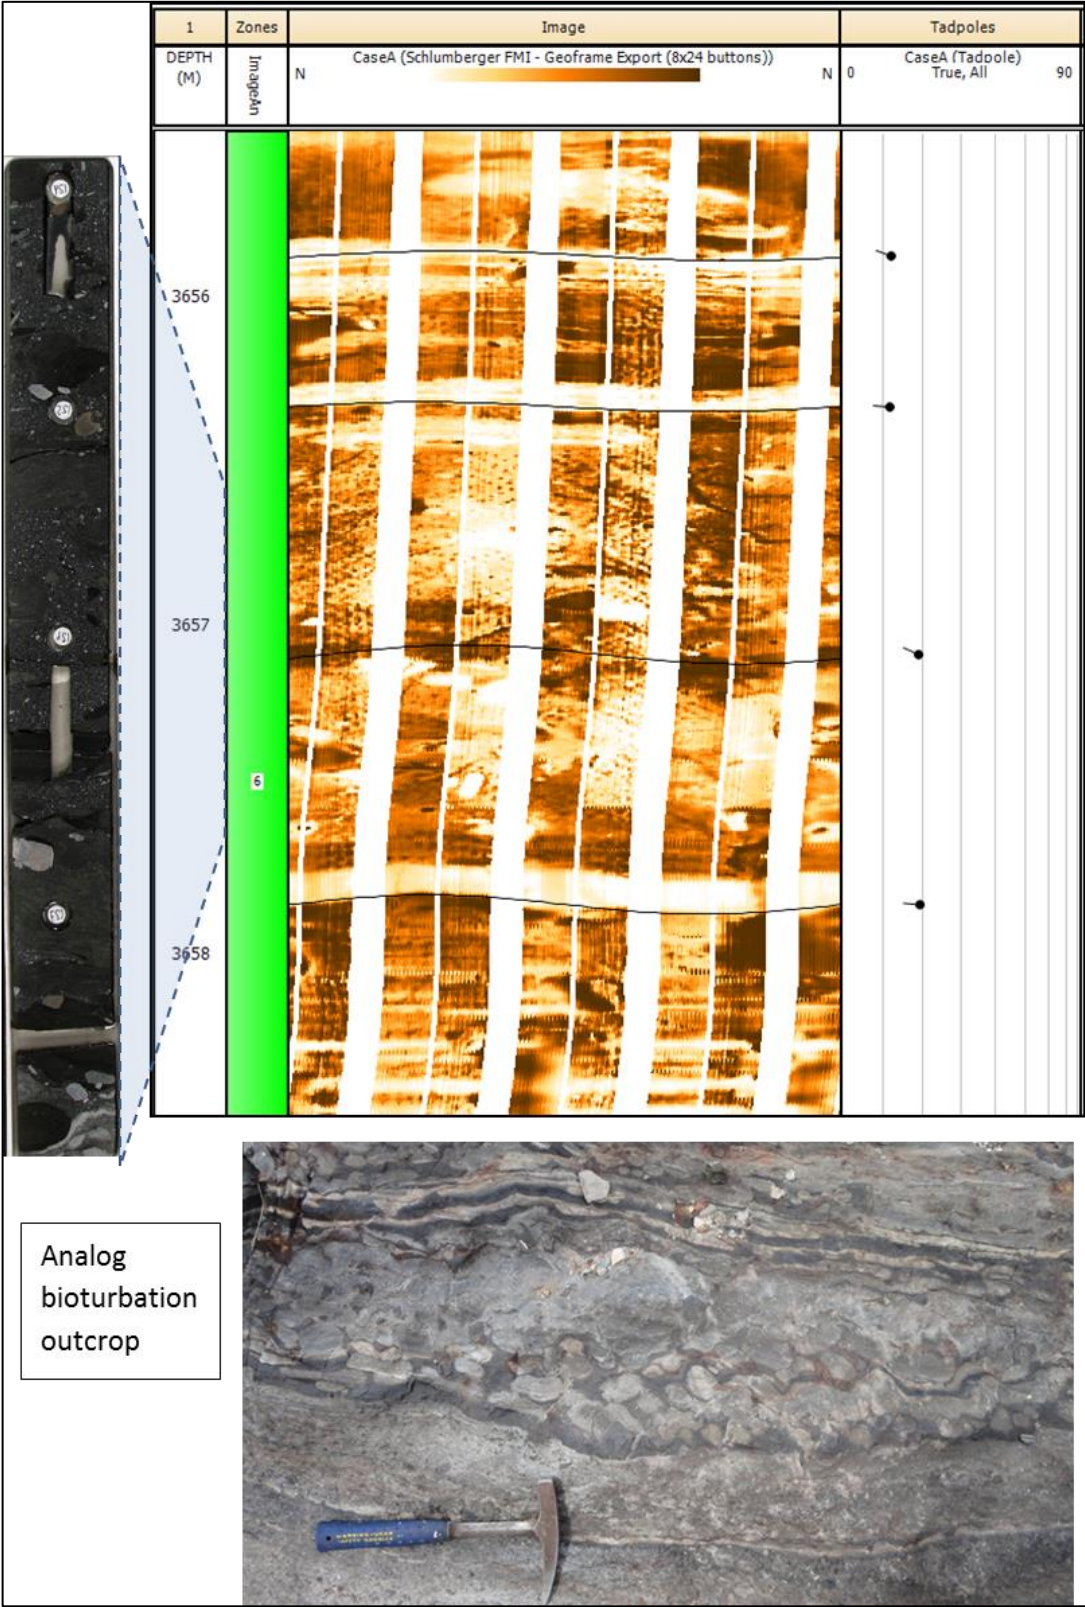 1 Zones Image Tadpoles
DEPTH (M)
ImageAn
CaseA (Schlumberger FMI - Geoframe Export (8x24 buttons))
N N
CaseA (Tadpole)
0 True, All 90
3656
3657
6
3658
Analog
bioturbation
outcrop